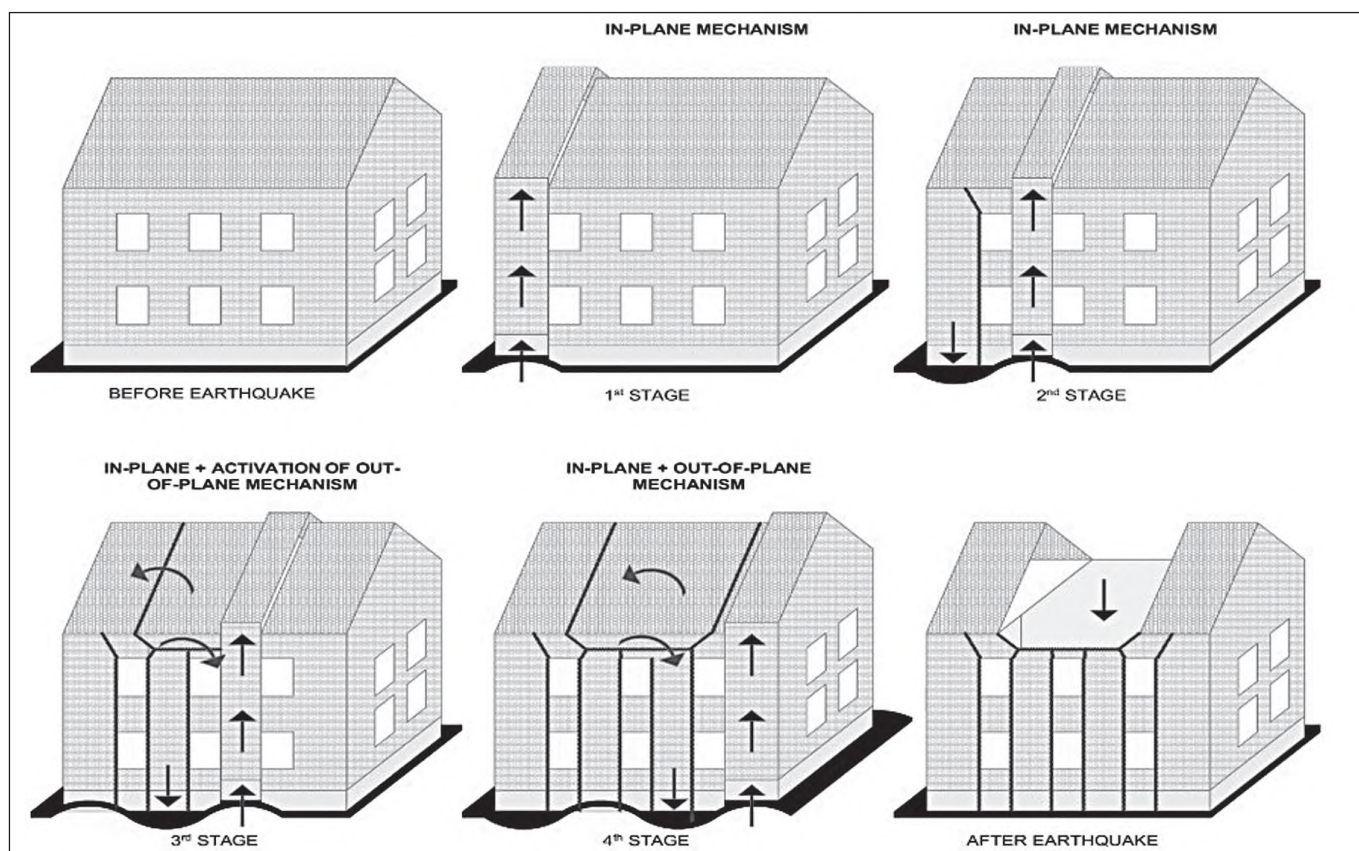 IN-PLANE MECHANISM
IN-PLANE MECHANISM
BEFORE EARTHQUAKE
1st STAGE
2nd STAGE
IN-PLANE + ACTIVATION OF OUT-
OF-PLANE MECHANISM
IN-PLANE + OUT-OF-PLANE
MECHANISM
3rd STAGE
4th STAGE
AFTER EARTHQUAKE